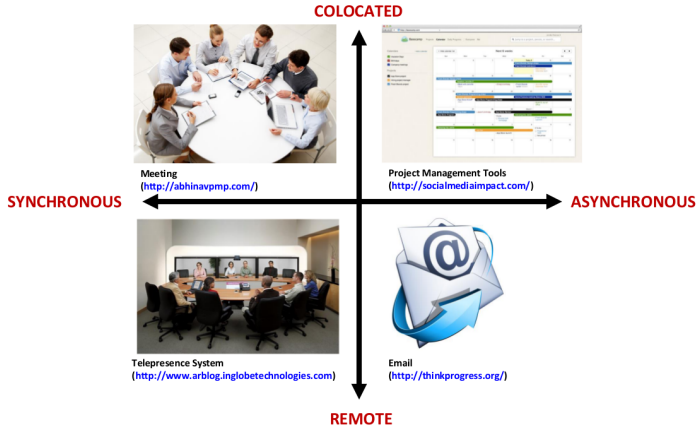 COLOCATED
Meeting
(http://abhinavpmp.com/)
Project Management Tools
(http://socialmediaimpact.com/)
SYNCHRONOUS
ASYNCHRONOUS
Telepresence System
(http://www.arblog.inglobetechnologies.com)
Email
(http://thinkprogress.org/)
REMOTE